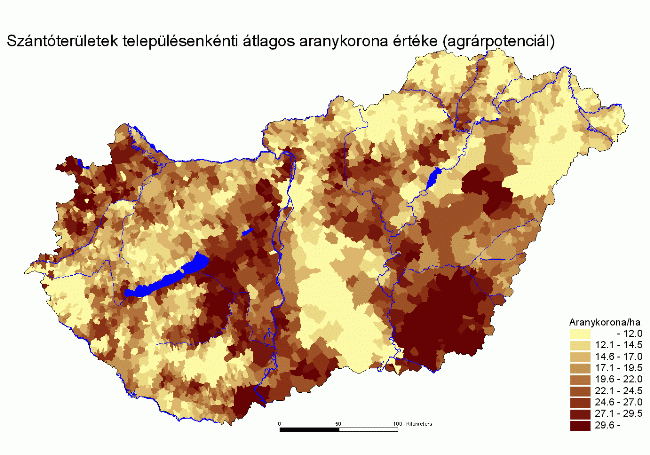 Szántóterületek településenkénti átlagos aranykorona értéke (agrárpotenciál)
Aranykorona/ha
- 12.0
12.1 - 14.5
14.6 - 17.0
17.1 - 19.5
19.6 - 22.0
22.1 - 24.5
24.6 - 27.0
27.1 - 29.5
29.6 -
0 50 100 Kilometers